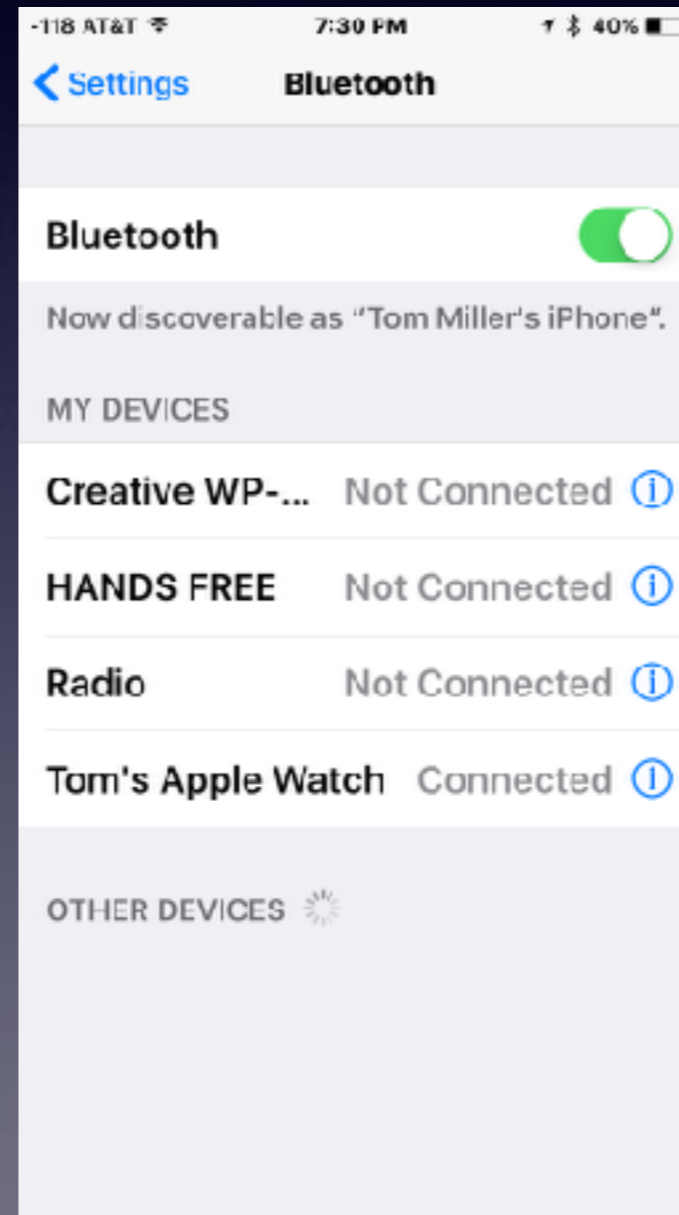 -118 AT&T 7:30 PM 40%
Settings Bluetooth
Bluetooth
Now discoverable as "Tom Miller's iPhone".
MY DEVICES
Creative WP-... Not Connected
HANDS FREE Not Connected
Radio Not Connected
Tom's Apple Watch Connected
OTHER DEVICES